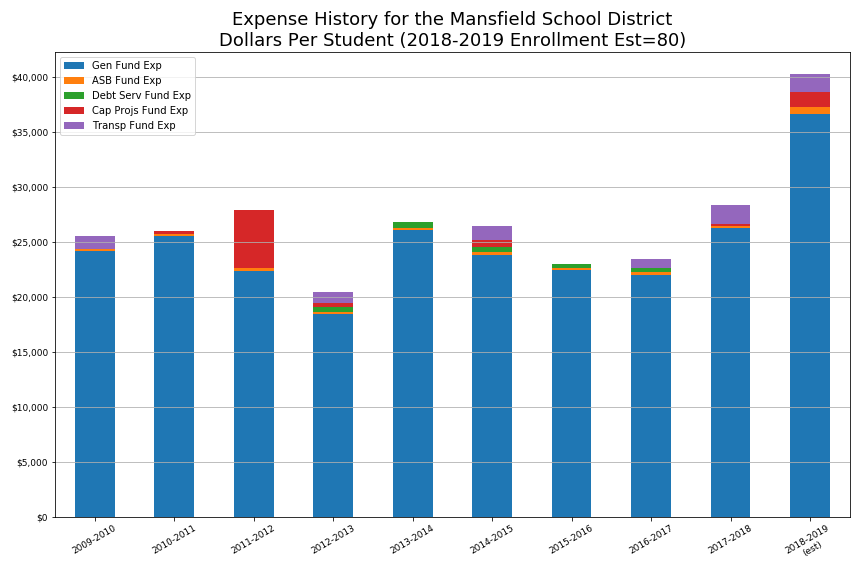 Expense History for the Mansfield School District
Dollars Per Student (2018-2019 Enrollment Est=80)
Gen Fund Exp
ASB Fund Exp
Debt Serv Fund Exp
Cap Projs Fund Exp
Transp Fund Exp
$40,000
$35,000
$30,000
$25,000
$20,000
$15,000
$10,000
$5,000
$0
2009-2010
2010-2011
2011-2012
2012-2013
2013-2014
2014-2015
2015-2016
2016-2017
2017-2018
2018-2019
(est)